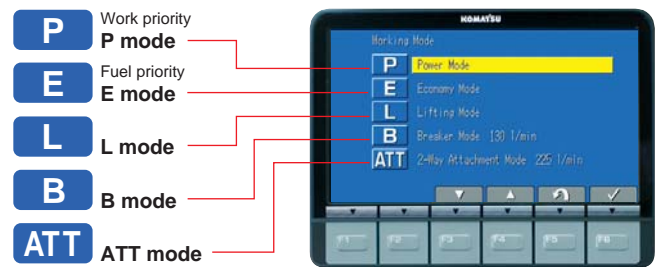 P
Work priority
P mode
E
Fuel priority
E mode
L
L mode
B
B mode
ATT
ATT mode
KOMATSU
Working Mode
P Power Mode
E Economy Mode
L Lifting Mode
B Breaker Mode 130 l/min
ATT 2-Way Attachment Mode 225 l/min
F1 F2 F3 F4 F5 F6